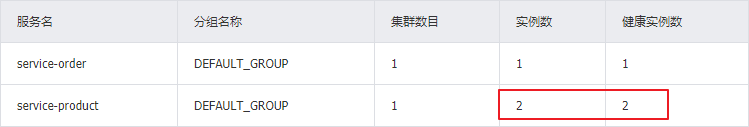 服务名 分组名称 集群数目 实例数 健康实例数
service-order DEFAULT_GROUP 1 1 1
service-product DEFAULT_GROUP 1 2 2